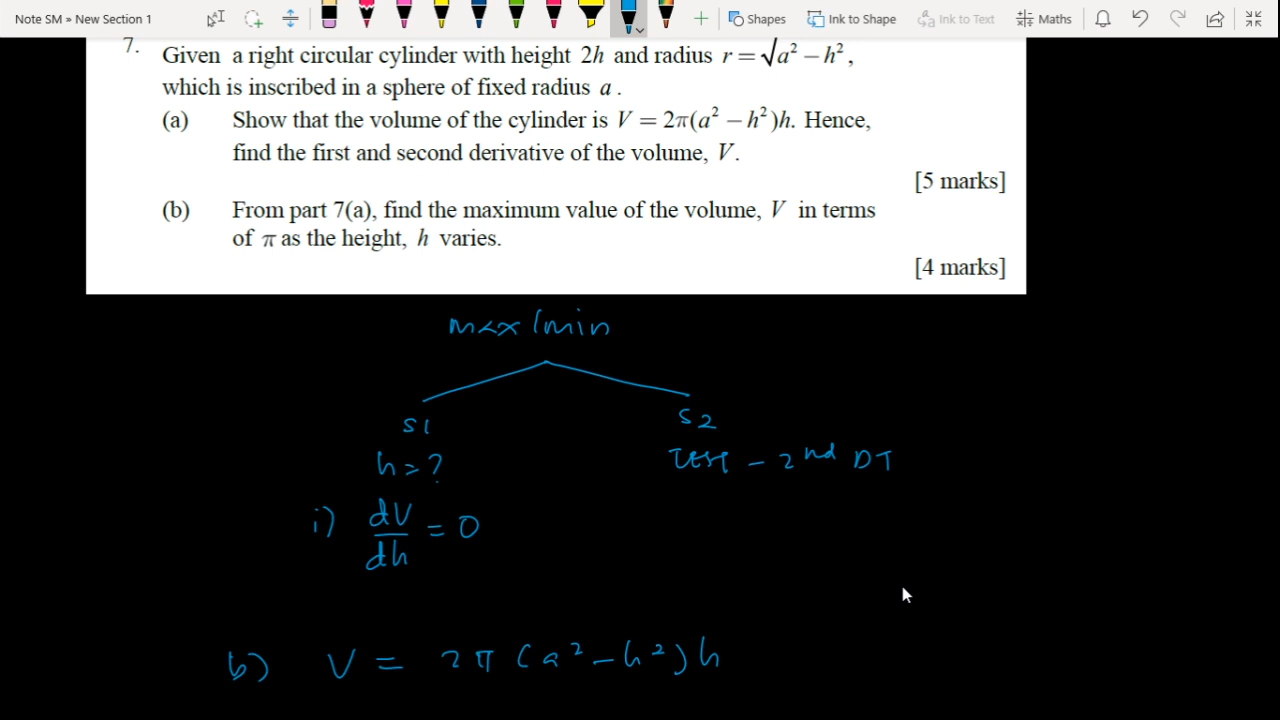 Note SM » New Section 1
Shapes
Ink to Shape
Ink to Text
Maths
7. Given a right circular cylinder with height 2h and radius r = √a² − h²,
which is inscribed in a sphere of fixed radius a .
(a) Show that the volume of the cylinder is V = 2π(a² − h²)h. Hence,
find the first and second derivative of the volume, V.
[5 marks]
(b) From part 7(a), find the maximum value of the volume, V in terms
of π as the height, h varies.
[4 marks]
max/min
S1
S2
h = ?
Test - 2nd DT
i) dV/dh = 0
b) V = 2π (a² - h²) h